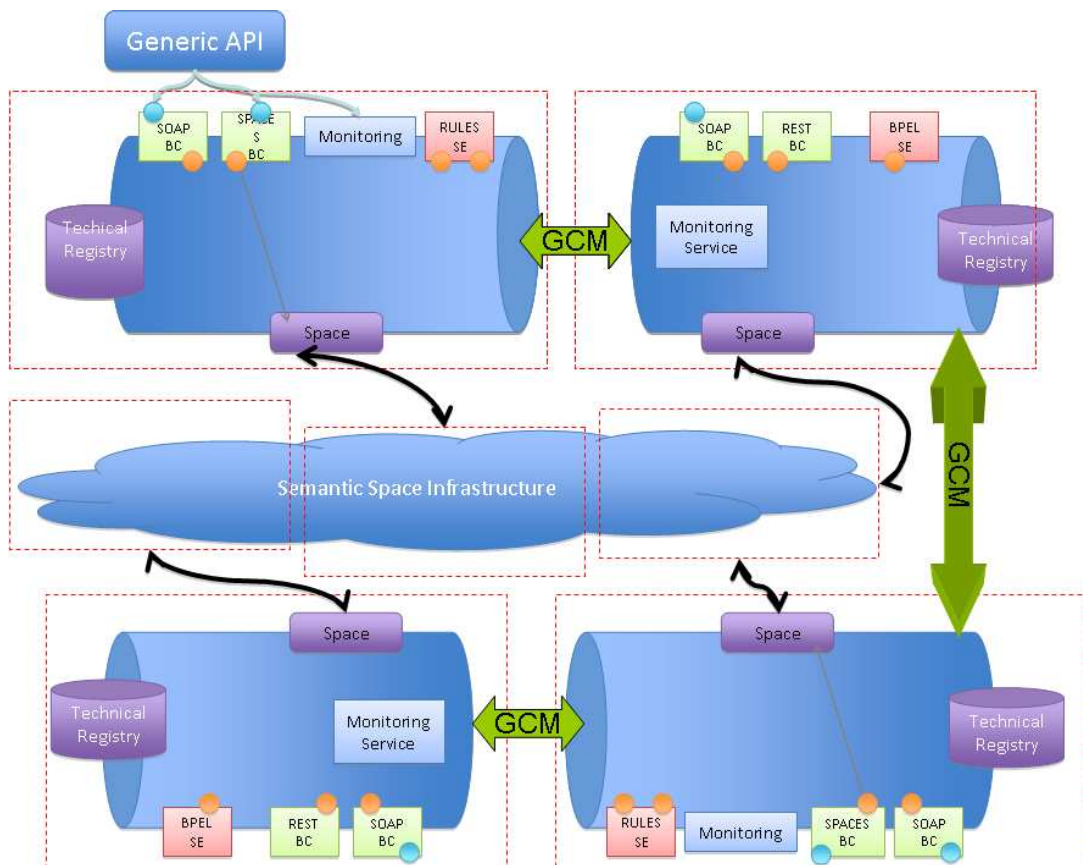 Generic API
SOAP
BC
SPACE
S
BC
Monitoring
RULES
SE
SOAP
BC
REST
BC
BPEL
SE
Techical
Registry
GCM
Monitoring
Service
Technical
Registry
Space
Space
Semantic Space Infrastructure
GCM
Space
Space
Technical
Registry
Monitoring
Service
GCM
Technical
Registry
BPEL
SE
REST
BC
SOAP
BC
RULES
SE
Monitoring
SPACES
BC
SOAP
BC